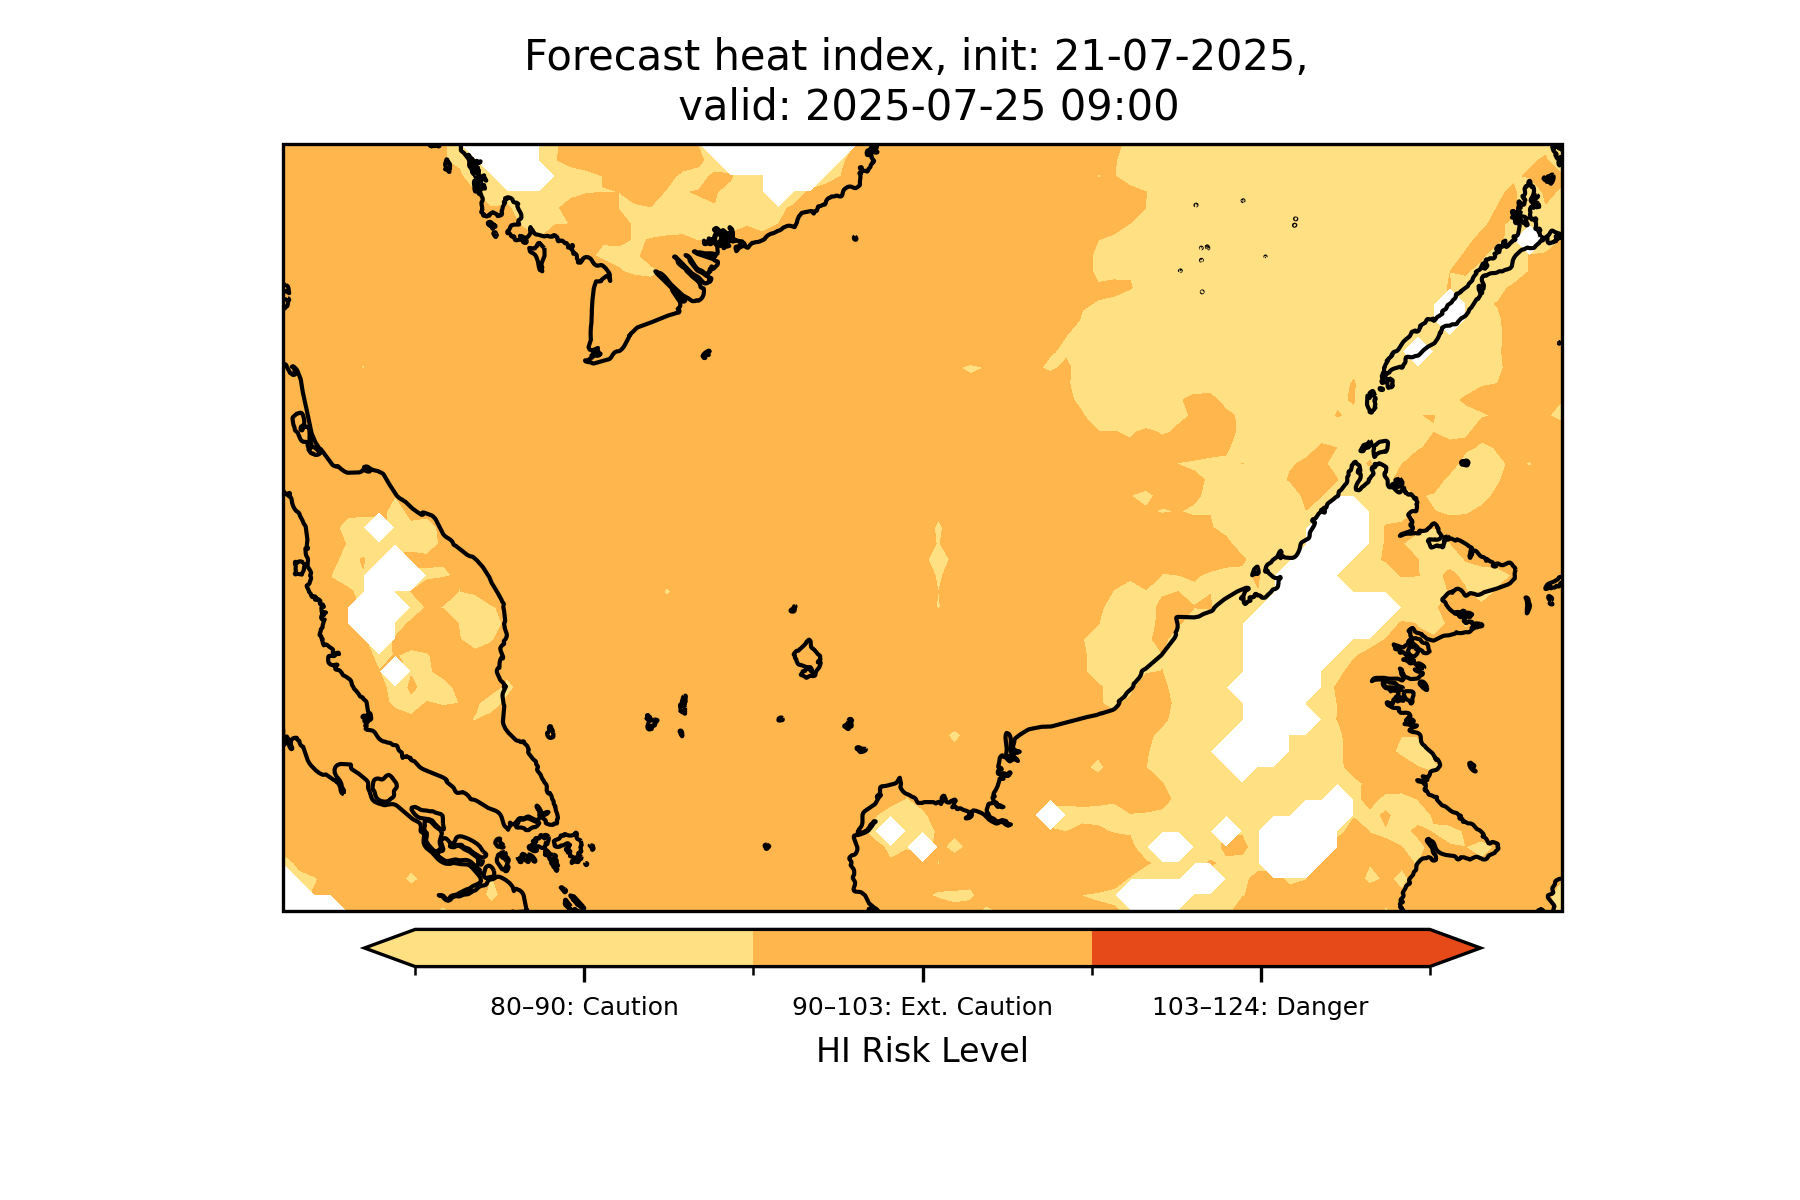 Forecast heat index, init: 21-07-2025,
valid: 2025-07-25 09:00
80–90: Caution
90–103: Ext. Caution
103–124: Danger
HI Risk Level